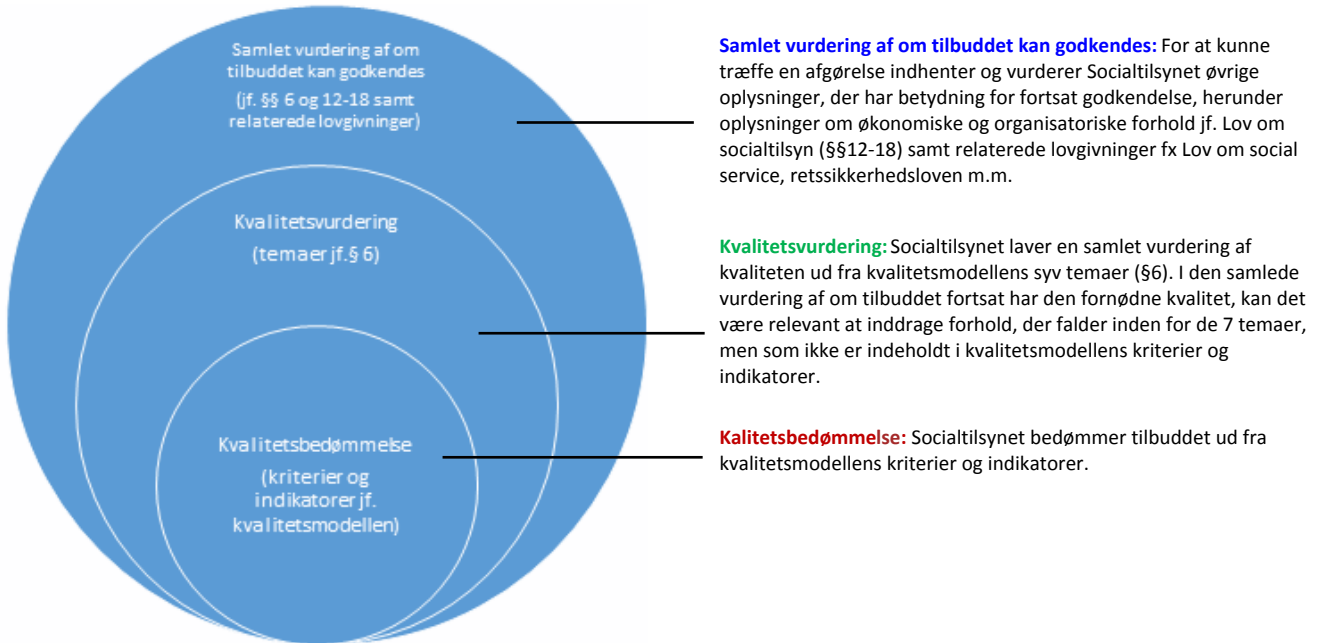 Samlet vurdering af om
tilbuddet kan godkendes
(jf. §§ 6 og 12-18 samt
relaterede lovgivninger)
Kvalitetsvurdering
(temaer jf.§ 6)
Kvalitetsbedømmelse
(kriterier og
indikatorer jf.
kvalitetsmodellen)
Samlet vurdering af om tilbuddet kan godkendes: For at kunne
træffe en afgørelse indhenter og vurderer Socialtilsynet øvrige
oplysninger, der har betydning for fortsat godkendelse, herunder
oplysninger om økonomiske og organisatoriske forhold jf. Lov om
socialtilsyn (§§12-18) samt relaterede lovgivninger fx Lov om social
service, retssikkerhedsloven m.m.
Kvalitetsvurdering: Socialtilsynet laver en samlet vurdering af
kvaliteten ud fra kvalitetsmodellens syv temaer (§6). I den samlede
vurdering af om tilbuddet fortsat har den fornødne kvalitet, kan det
være relevant at inddrage forhold, der falder inden for de 7 temaer,
men som ikke er indeholdt i kvalitetsmodellens kriterier og
indikatorer.
Kalitetsbedømmelse: Socialtilsynet bedømmer tilbuddet ud fra
kvalitetsmodellens kriterier og indikatorer.